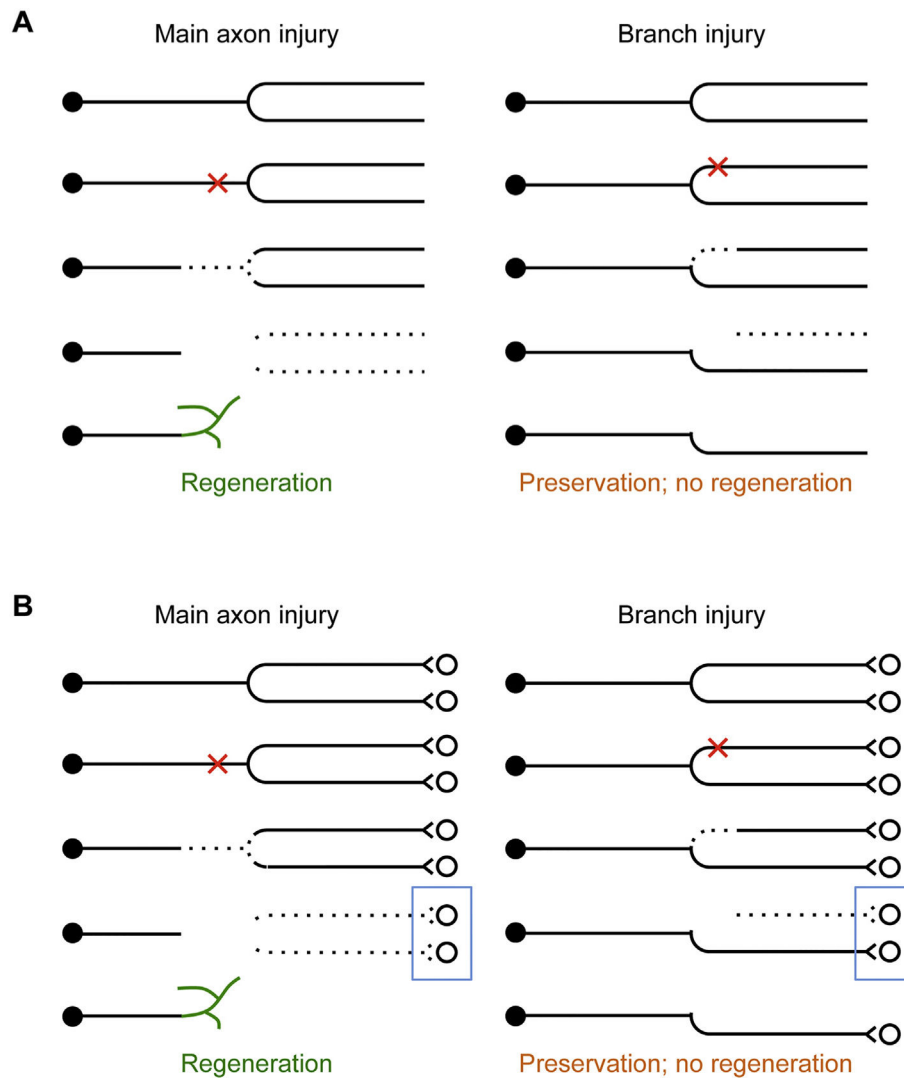 A
Main axon injury
Branch injury
Regeneration
Preservation; no regeneration
B
Main axon injury
Branch injury
Regeneration
Preservation; no regeneration